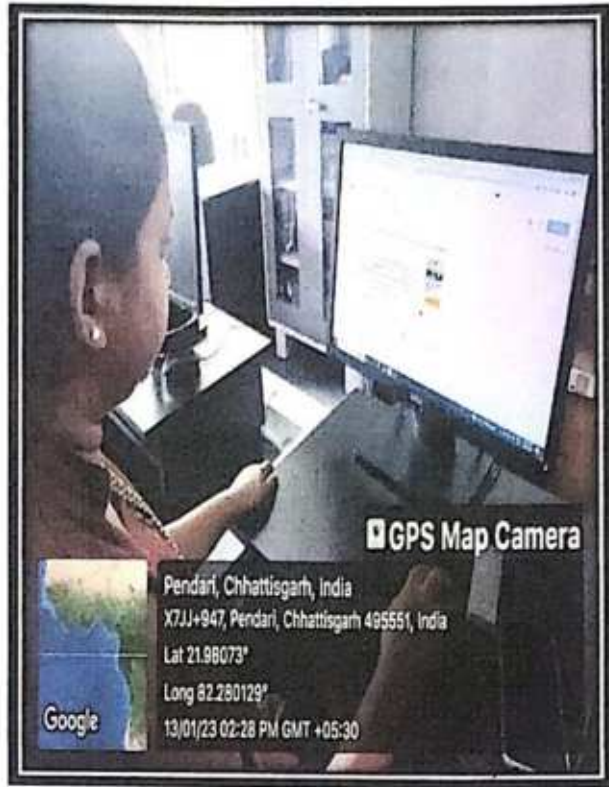 GPS Map Camera
Pendari, Chhattisgarh, India
X7JJ+947, Pendari, Chhattisgarh 495551, India
Lat 21.98073°
Long 82.280129°
13/01/23 02:28 PM GMT +05:30
Google